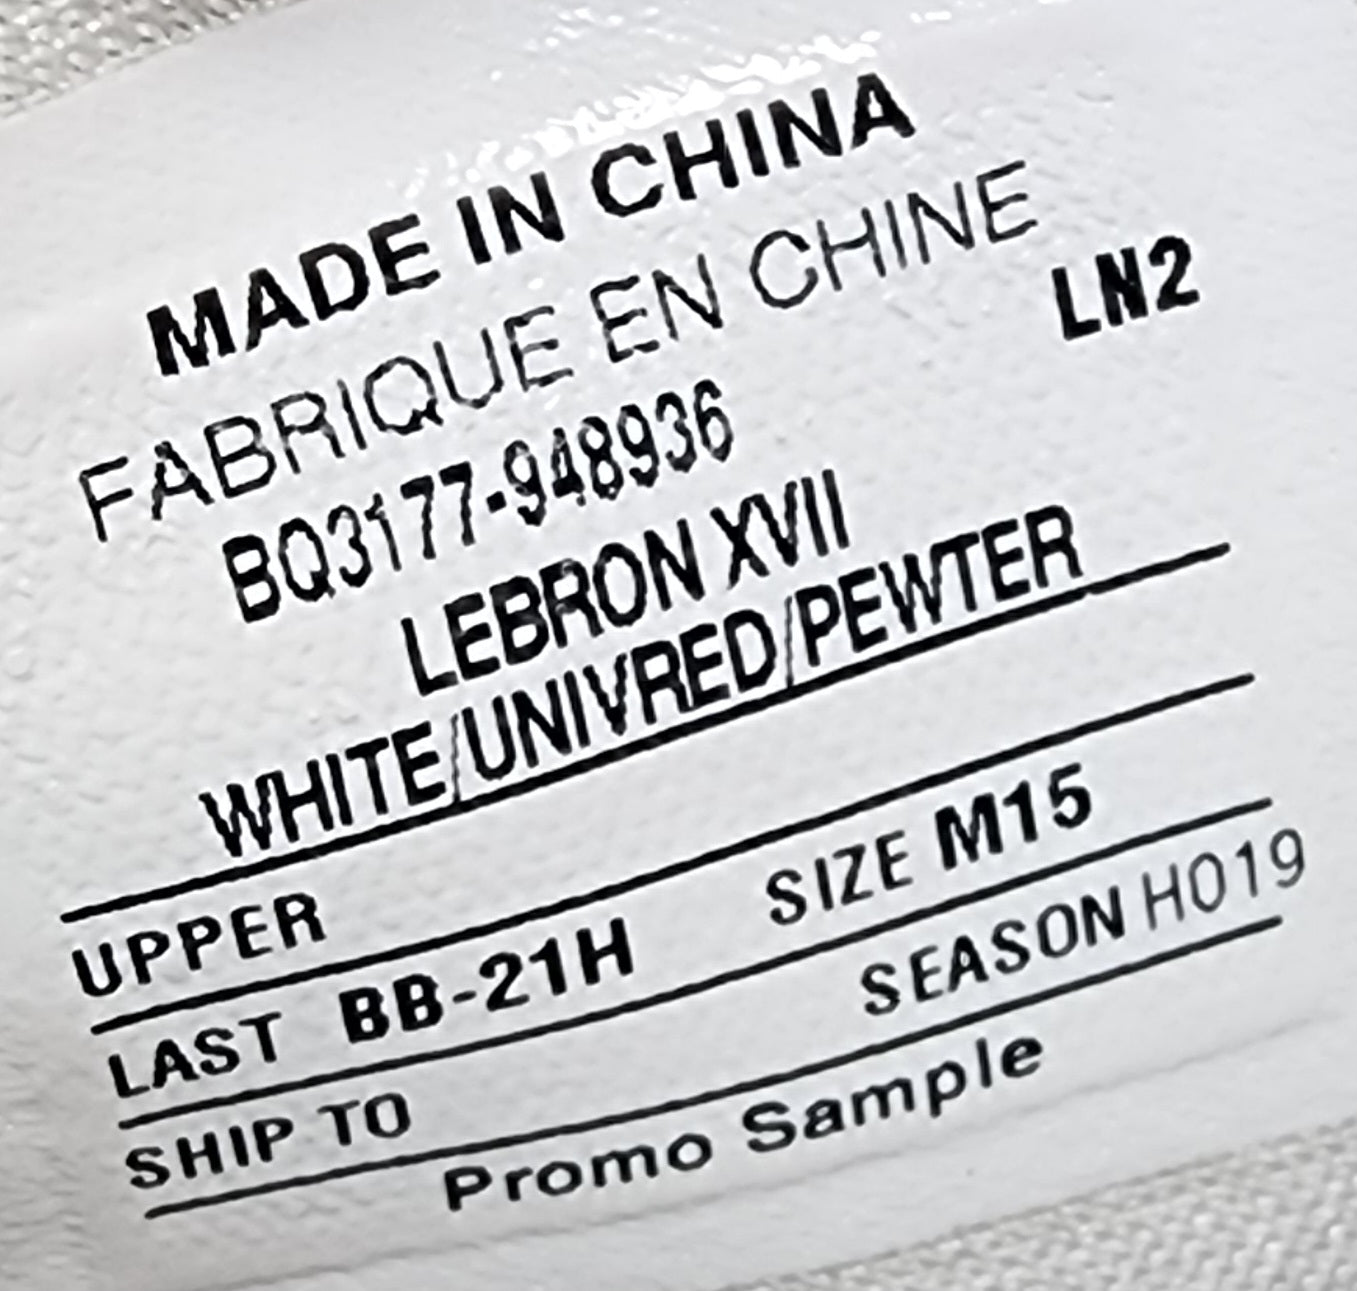 MADE IN CHINA
FABRIQUE EN CHINE
LN2
BQ3177-948936
LEBRON XVII
WHITE/UNIVRED/PEWTER
UPPER
LAST BB-21H SIZE M15
SHIP TO SEASON HO19
Promo Sample